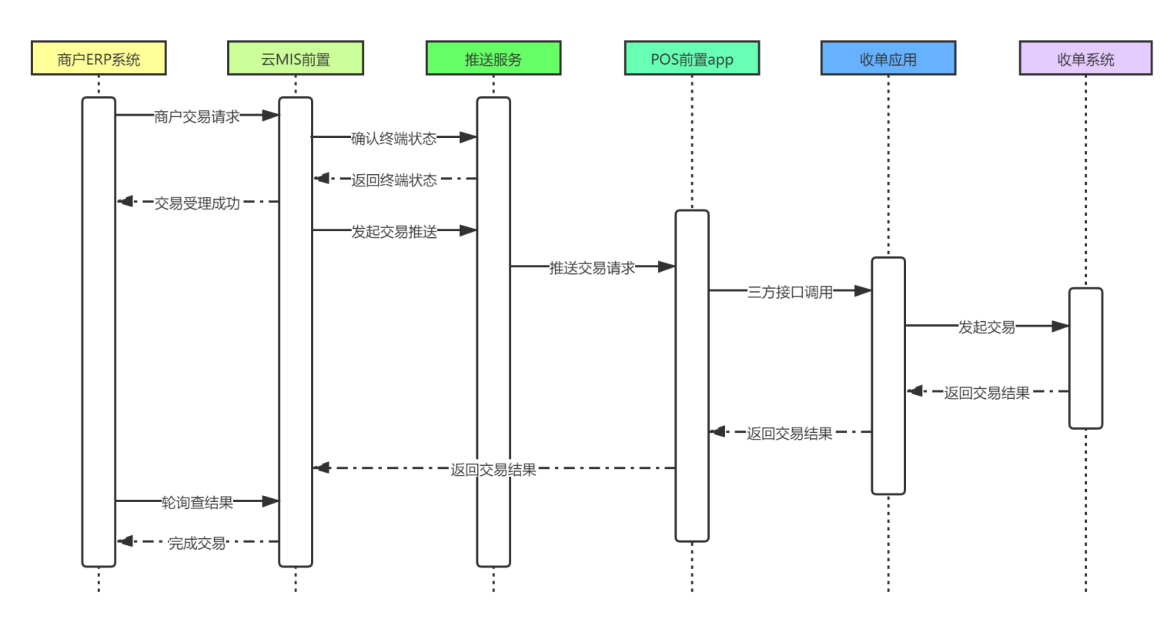 商户ERP系统
云MIS前置
推送服务
POS前置app
收单应用
收单系统
商户交易请求
确认终端状态
返回终端状态
交易受理成功
发起交易推送
推送交易请求
三方接口调用
发起交易
返回交易结果
返回交易结果
返回交易结果
轮询查结果
完成交易